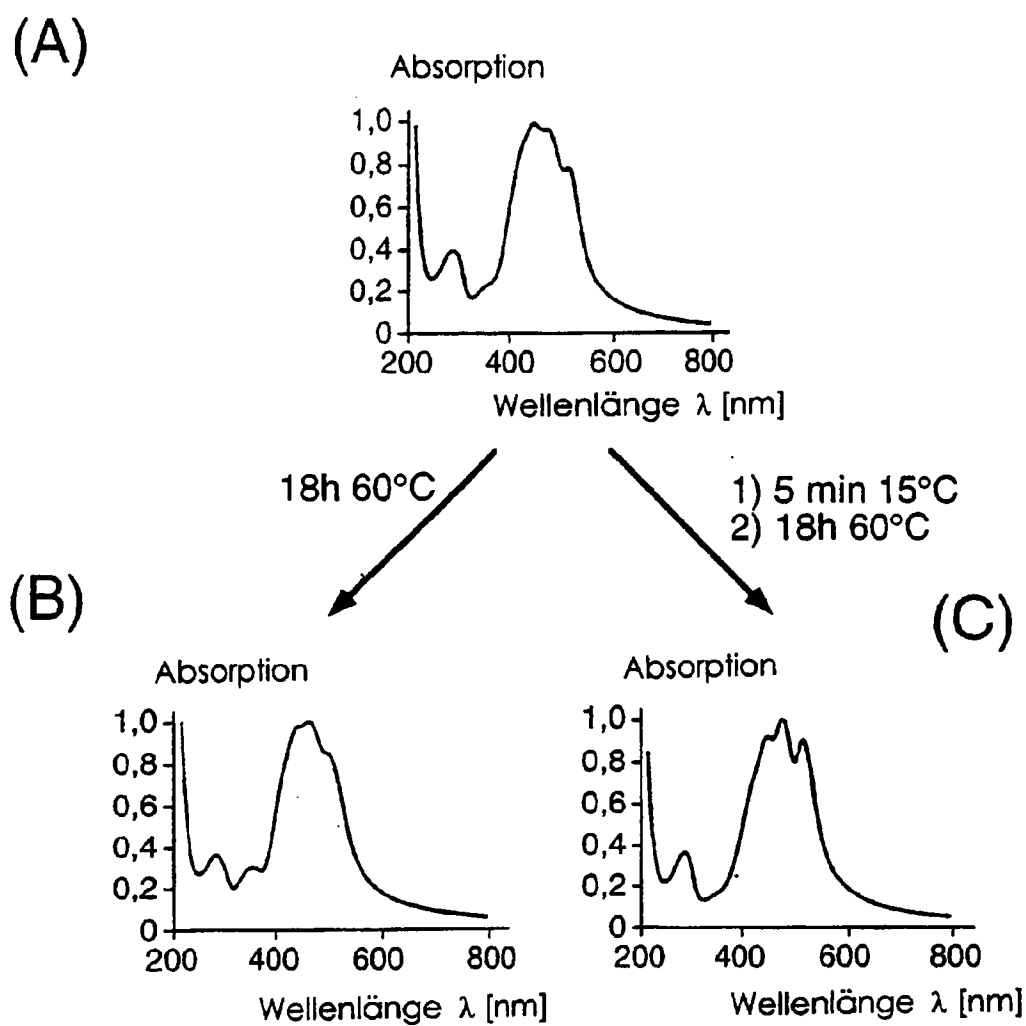 (A)
Absorption
1,0
0,8
0,6
0,4
0,2
0
200 400 600 800
Wellenlänge λ [nm]
18h 60°C
1) 5 min 15°C
2) 18h 60°C
(B)
Absorption
1,0
0,8
0,6
0,4
0,2
0
200 400 600 800
Wellenlänge λ [nm]
(C)
Absorption
1,0
0,8
0,6
0,4
0,2
0
200 400 600 800
Wellenlänge λ [nm]